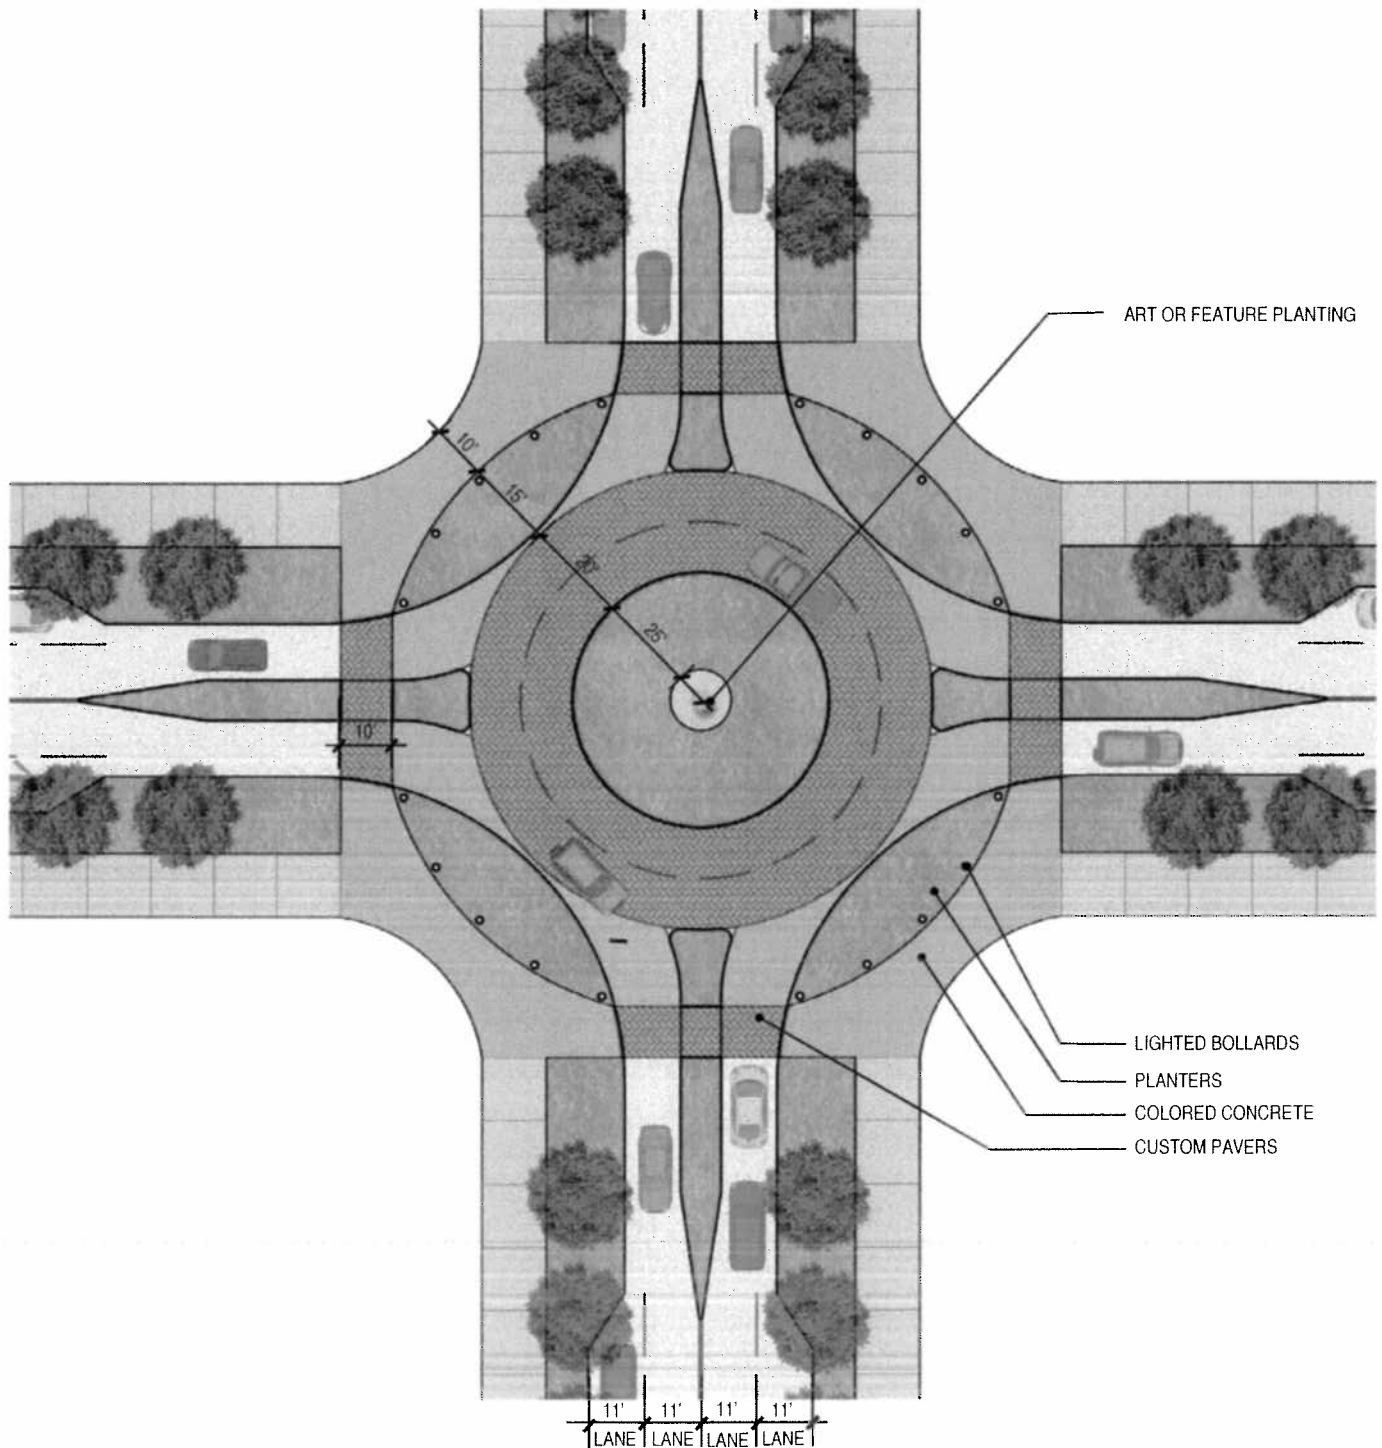 ART OR FEATURE PLANTING
10'
15'
20'
25'
10'
LIGHTED BOLLARDS
PLANTERS
COLORED CONCRETE
CUSTOM PAVERS
11' 11' 11' 11'
LANE LANE LANE LANE